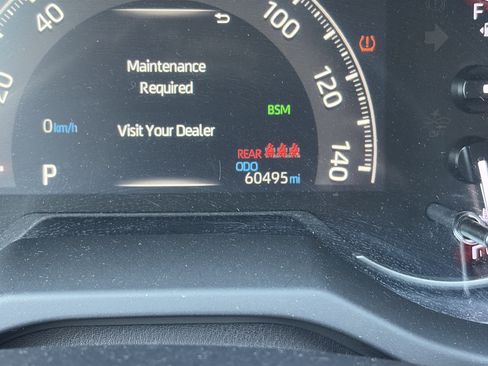 F
40
100
Maintenance
Required
20
120
BSM
0 km/h
Visit Your Dealer
140
REAR
ODO
P
60495 mi